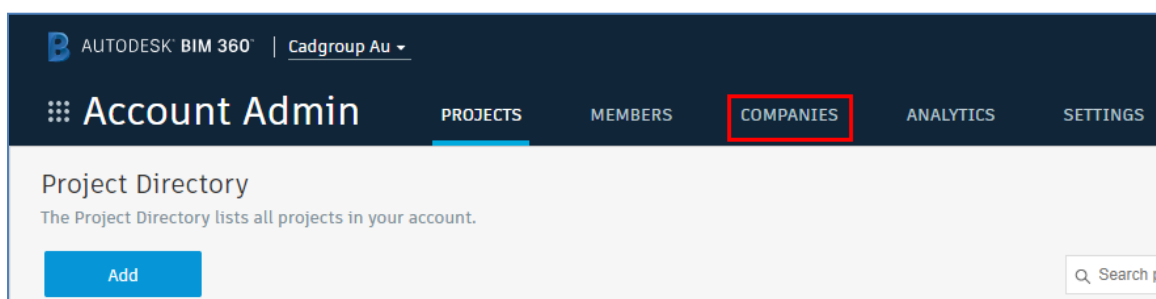 AUTODESK® BIM 360™ | Cadgroup Au
Account Admin PROJECTS MEMBERS COMPANIES ANALYTICS SETTINGS
Project Directory
The Project Directory lists all projects in your account.
Add Search p